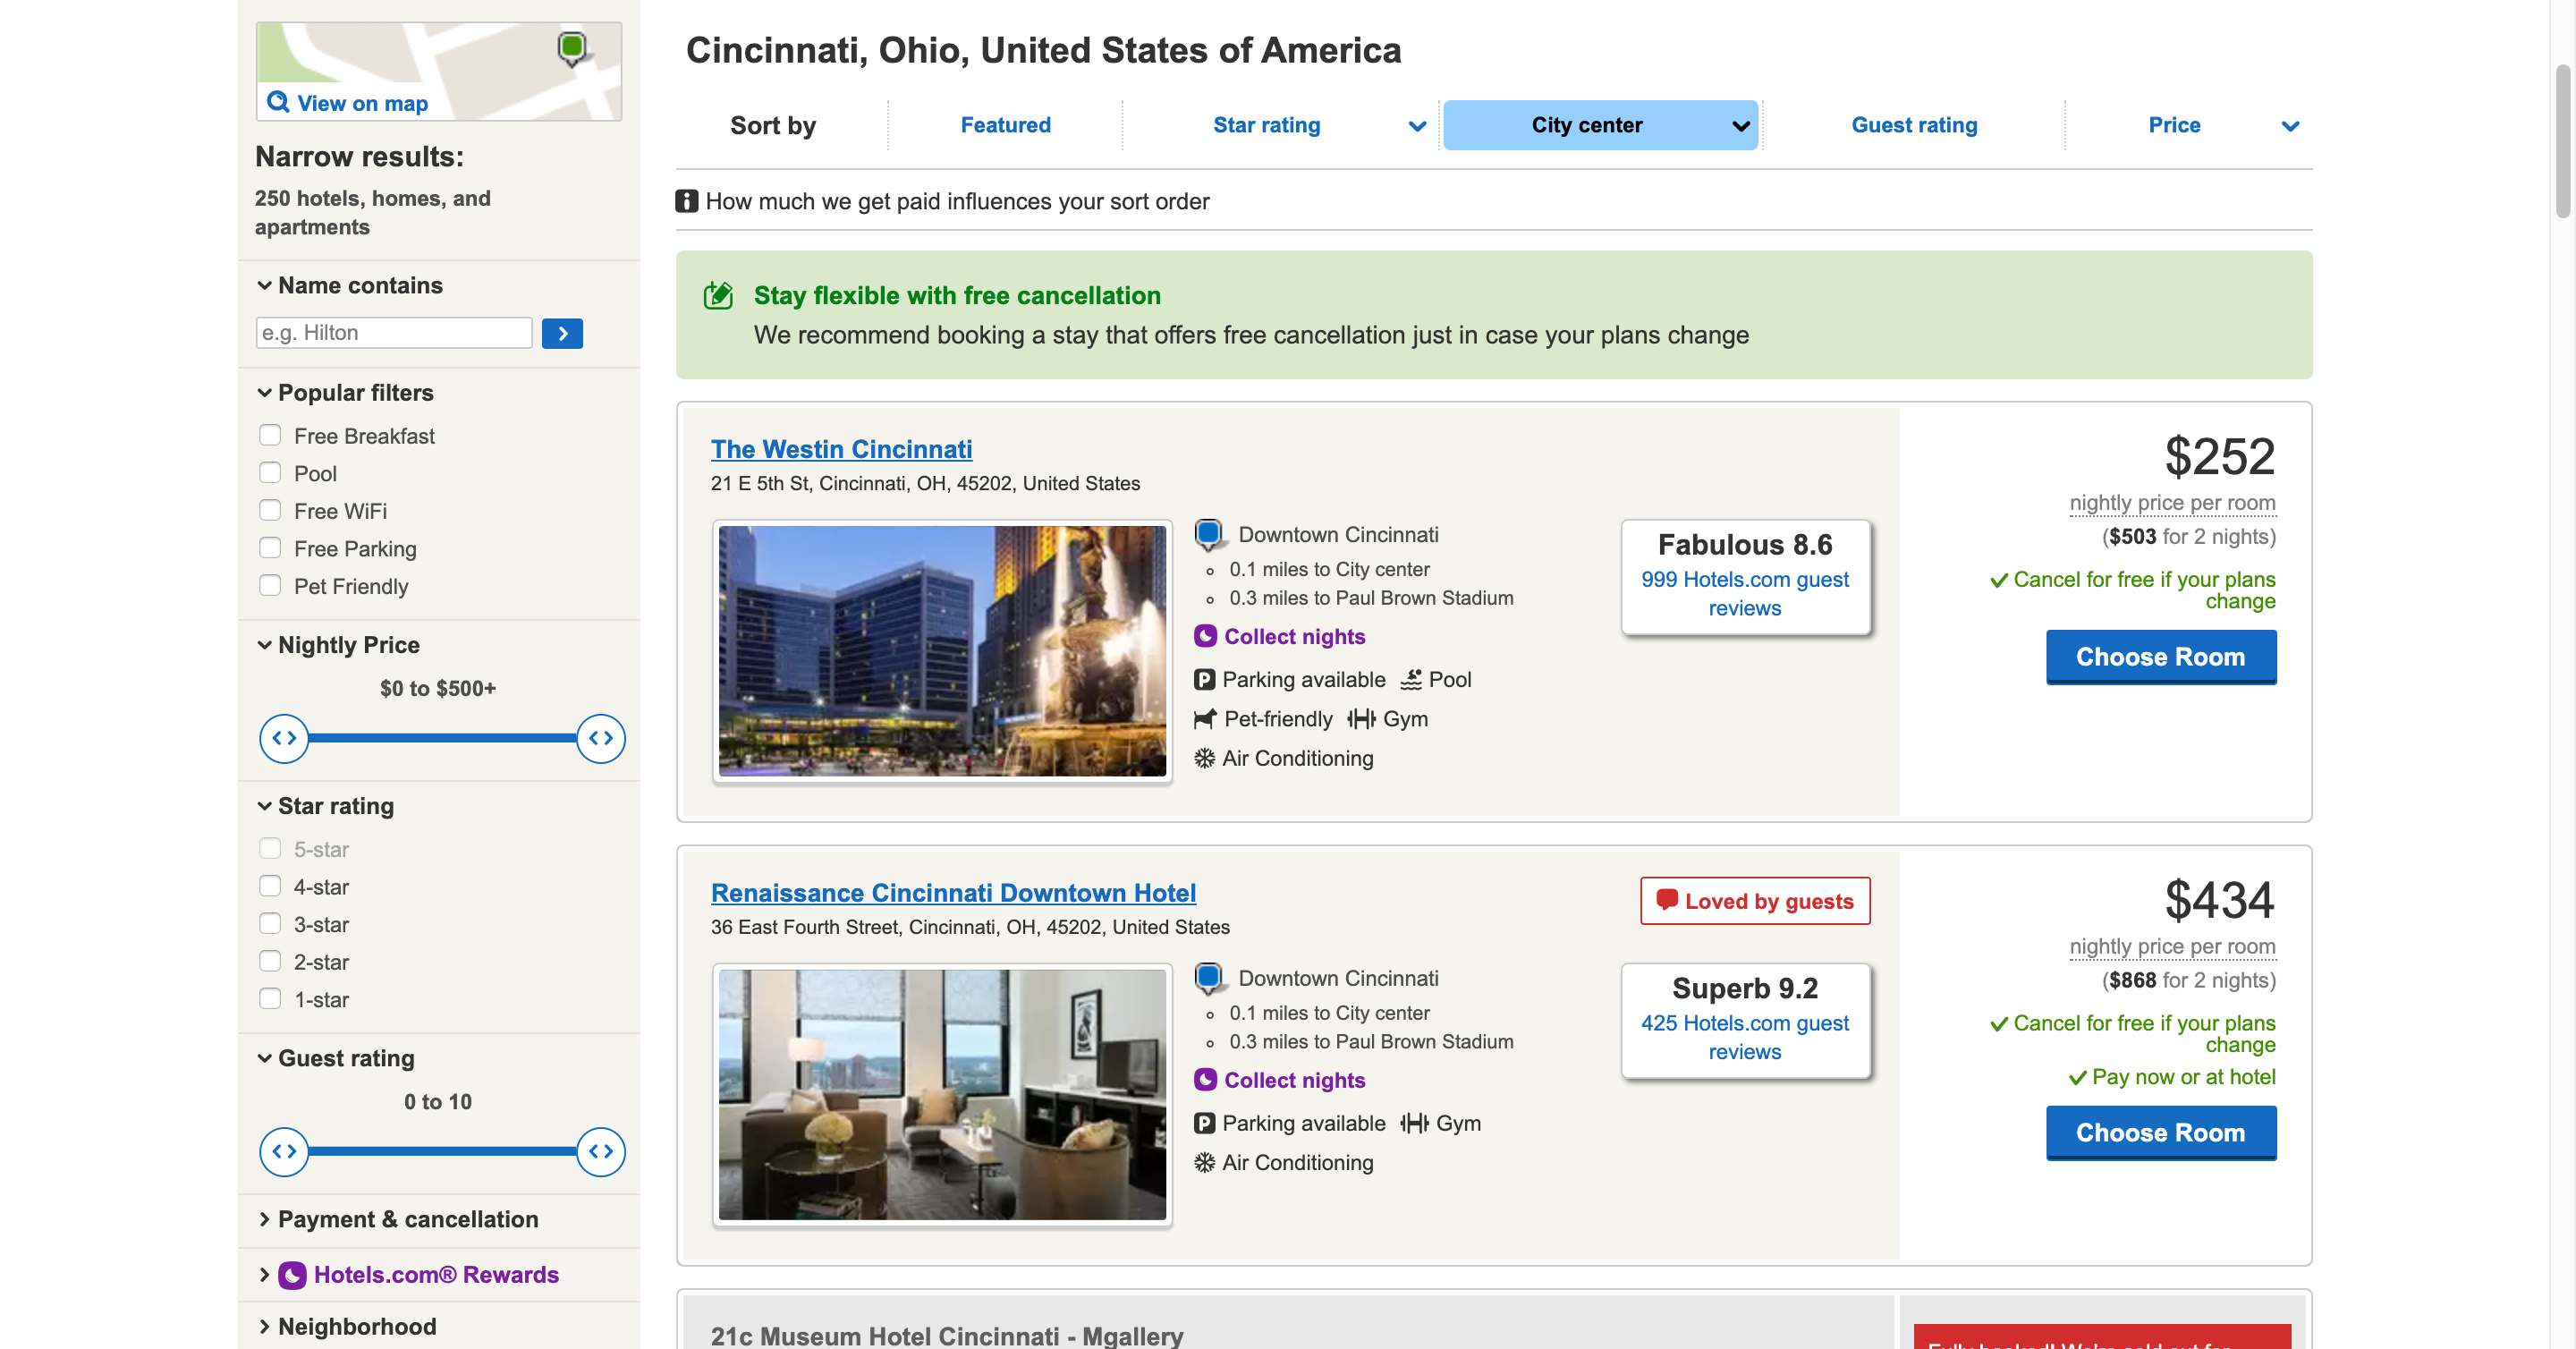 View on map
Narrow results:
250 hotels, homes, and
apartments
Name contains
e.g. Hilton
Popular filters
Free Breakfast
Pool
Free WiFi
Free Parking
Pet Friendly
Nightly Price
$0 to $500+
Star rating
5-star
4-star
3-star
2-star
1-star
Guest rating
0 to 10
Payment & cancellation
Hotels.com® Rewards
Neighborhood
Cincinnati, Ohio, United States of America
Sort by Featured Star rating City center Guest rating Price
How much we get paid influences your sort order
Stay flexible with free cancellation
We recommend booking a stay that offers free cancellation just in case your plans change
The Westin Cincinnati
21 E 5th St, Cincinnati, OH, 45202, United States
Downtown Cincinnati
0.1 miles to City center
0.3 miles to Paul Brown Stadium
Collect nights
P Parking available Pool
Pet-friendly Gym
Air Conditioning
Fabulous 8.6
999 Hotels.com guest
reviews
$252
nightly price per room
($503 for 2 nights)
Cancel for free if your plans
change
Choose Room
Renaissance Cincinnati Downtown Hotel
36 East Fourth Street, Cincinnati, OH, 45202, United States
Downtown Cincinnati
0.1 miles to City center
0.3 miles to Paul Brown Stadium
Collect nights
P Parking available Gym
Air Conditioning
Loved by guests
Superb 9.2
425 Hotels.com guest
reviews
$434
nightly price per room
($868 for 2 nights)
Cancel for free if your plans
change
Pay now or at hotel
Choose Room
21c Museum Hotel Cincinnati - Mgallery
Fully booked! We're sold out for